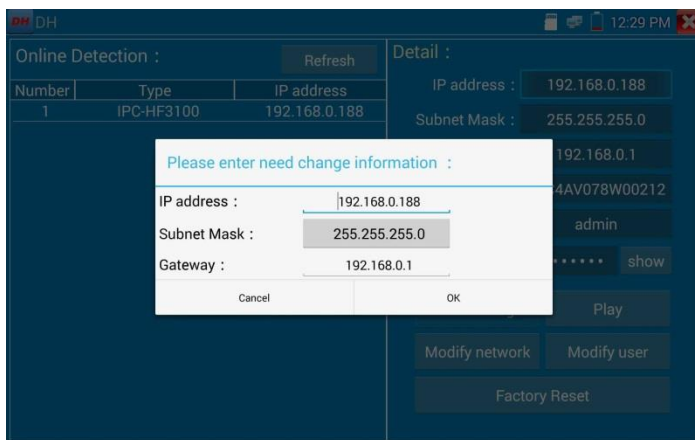 DH DH 12:29 PM
Online Detection :
Refresh
Number Type IP address
1 IPC-HF3100 192.168.0.188
Detail :
IP address : 192.168.0.188
Subnet Mask : 255.255.255.0
192.168.0.1
4AV078W00212
admin
•••••• show
Play
Modify network Modify user
Factory Reset
Please enter need change information :
IP address : 192.168.0.188
Subnet Mask : 255.255.255.0
Gateway : 192.168.0.1
Cancel OK